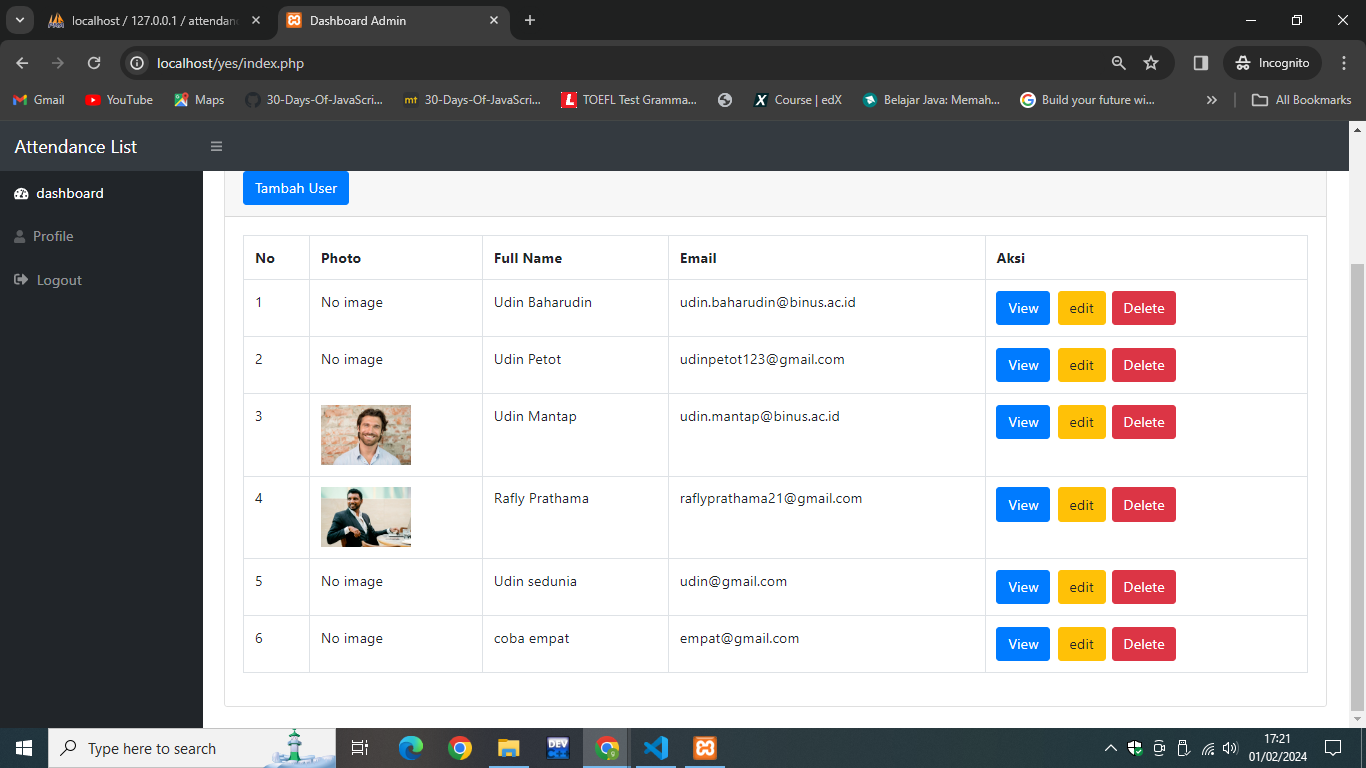 localhost / 127.0.0.1 / attendan
Dashboard Admin
localhost/yes/index.php
Incognito
Gmail
YouTube
Maps
30-Days-Of-JavaScri...
mt
30-Days-Of-JavaScri...
TOEFL Test Gramma...
Course | edX
Belajar Java: Memah...
Build your future wi...
All Bookmarks
Attendance List
dashboard
Profile
Logout
Tambah User
No Photo Full Name Email Aksi
1 No image Udin Baharudin udin.baharudin@binus.ac.id View edit Delete
2 No image Udin Petot udinpetot123@gmail.com View edit Delete
3 Udin Mantap udin.mantap@binus.ac.id View edit Delete
4 Rafly Prathama raflyprathama21@gmail.com View edit Delete
5 No image Udin sedunia udin@gmail.com View edit Delete
6 No image coba empat empat@gmail.com View edit Delete
Type here to search
DEV
17:21
01/02/2024